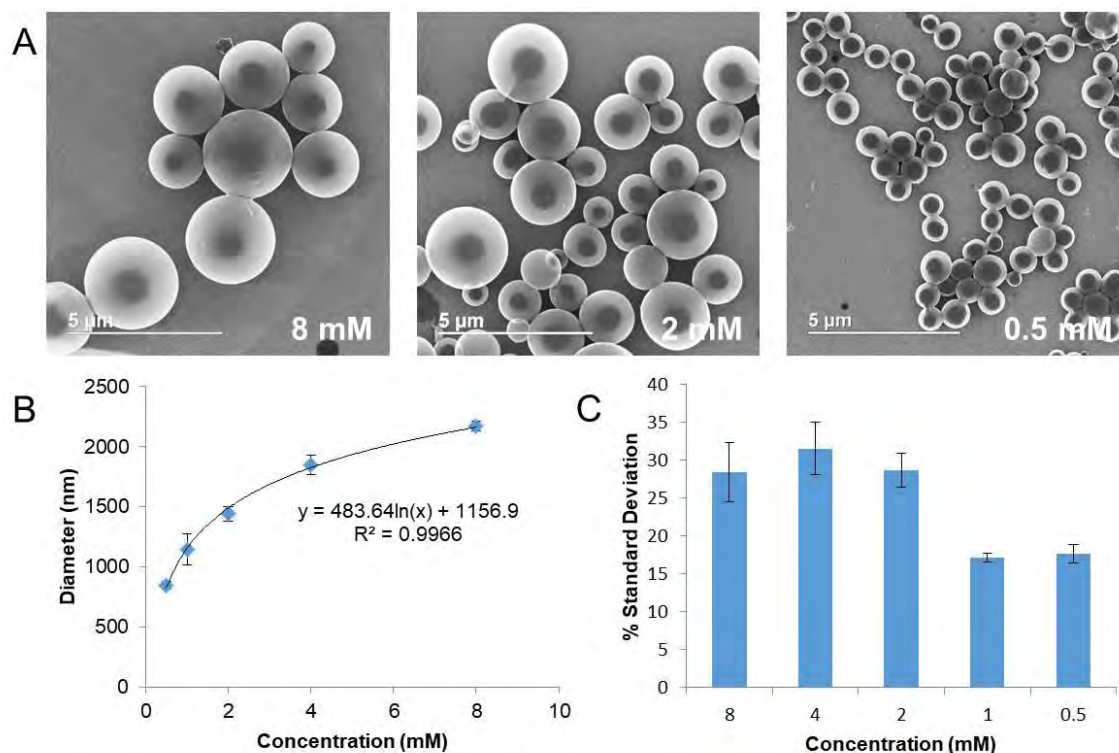 A
5 µm
8 mM
5 µm
2 mM
5 µm
0.5 mM
B
2500
2000
1500
1000
500
0
Diameter (nm)
y = 483.64ln(x) + 1156.9
R² = 0.9966
0 2 4 6 8 10
Concentration (mM)
C
40
35
30
25
20
15
10
5
0
% Standard Deviation
8 4 2 1 0.5
Concentration (mM)